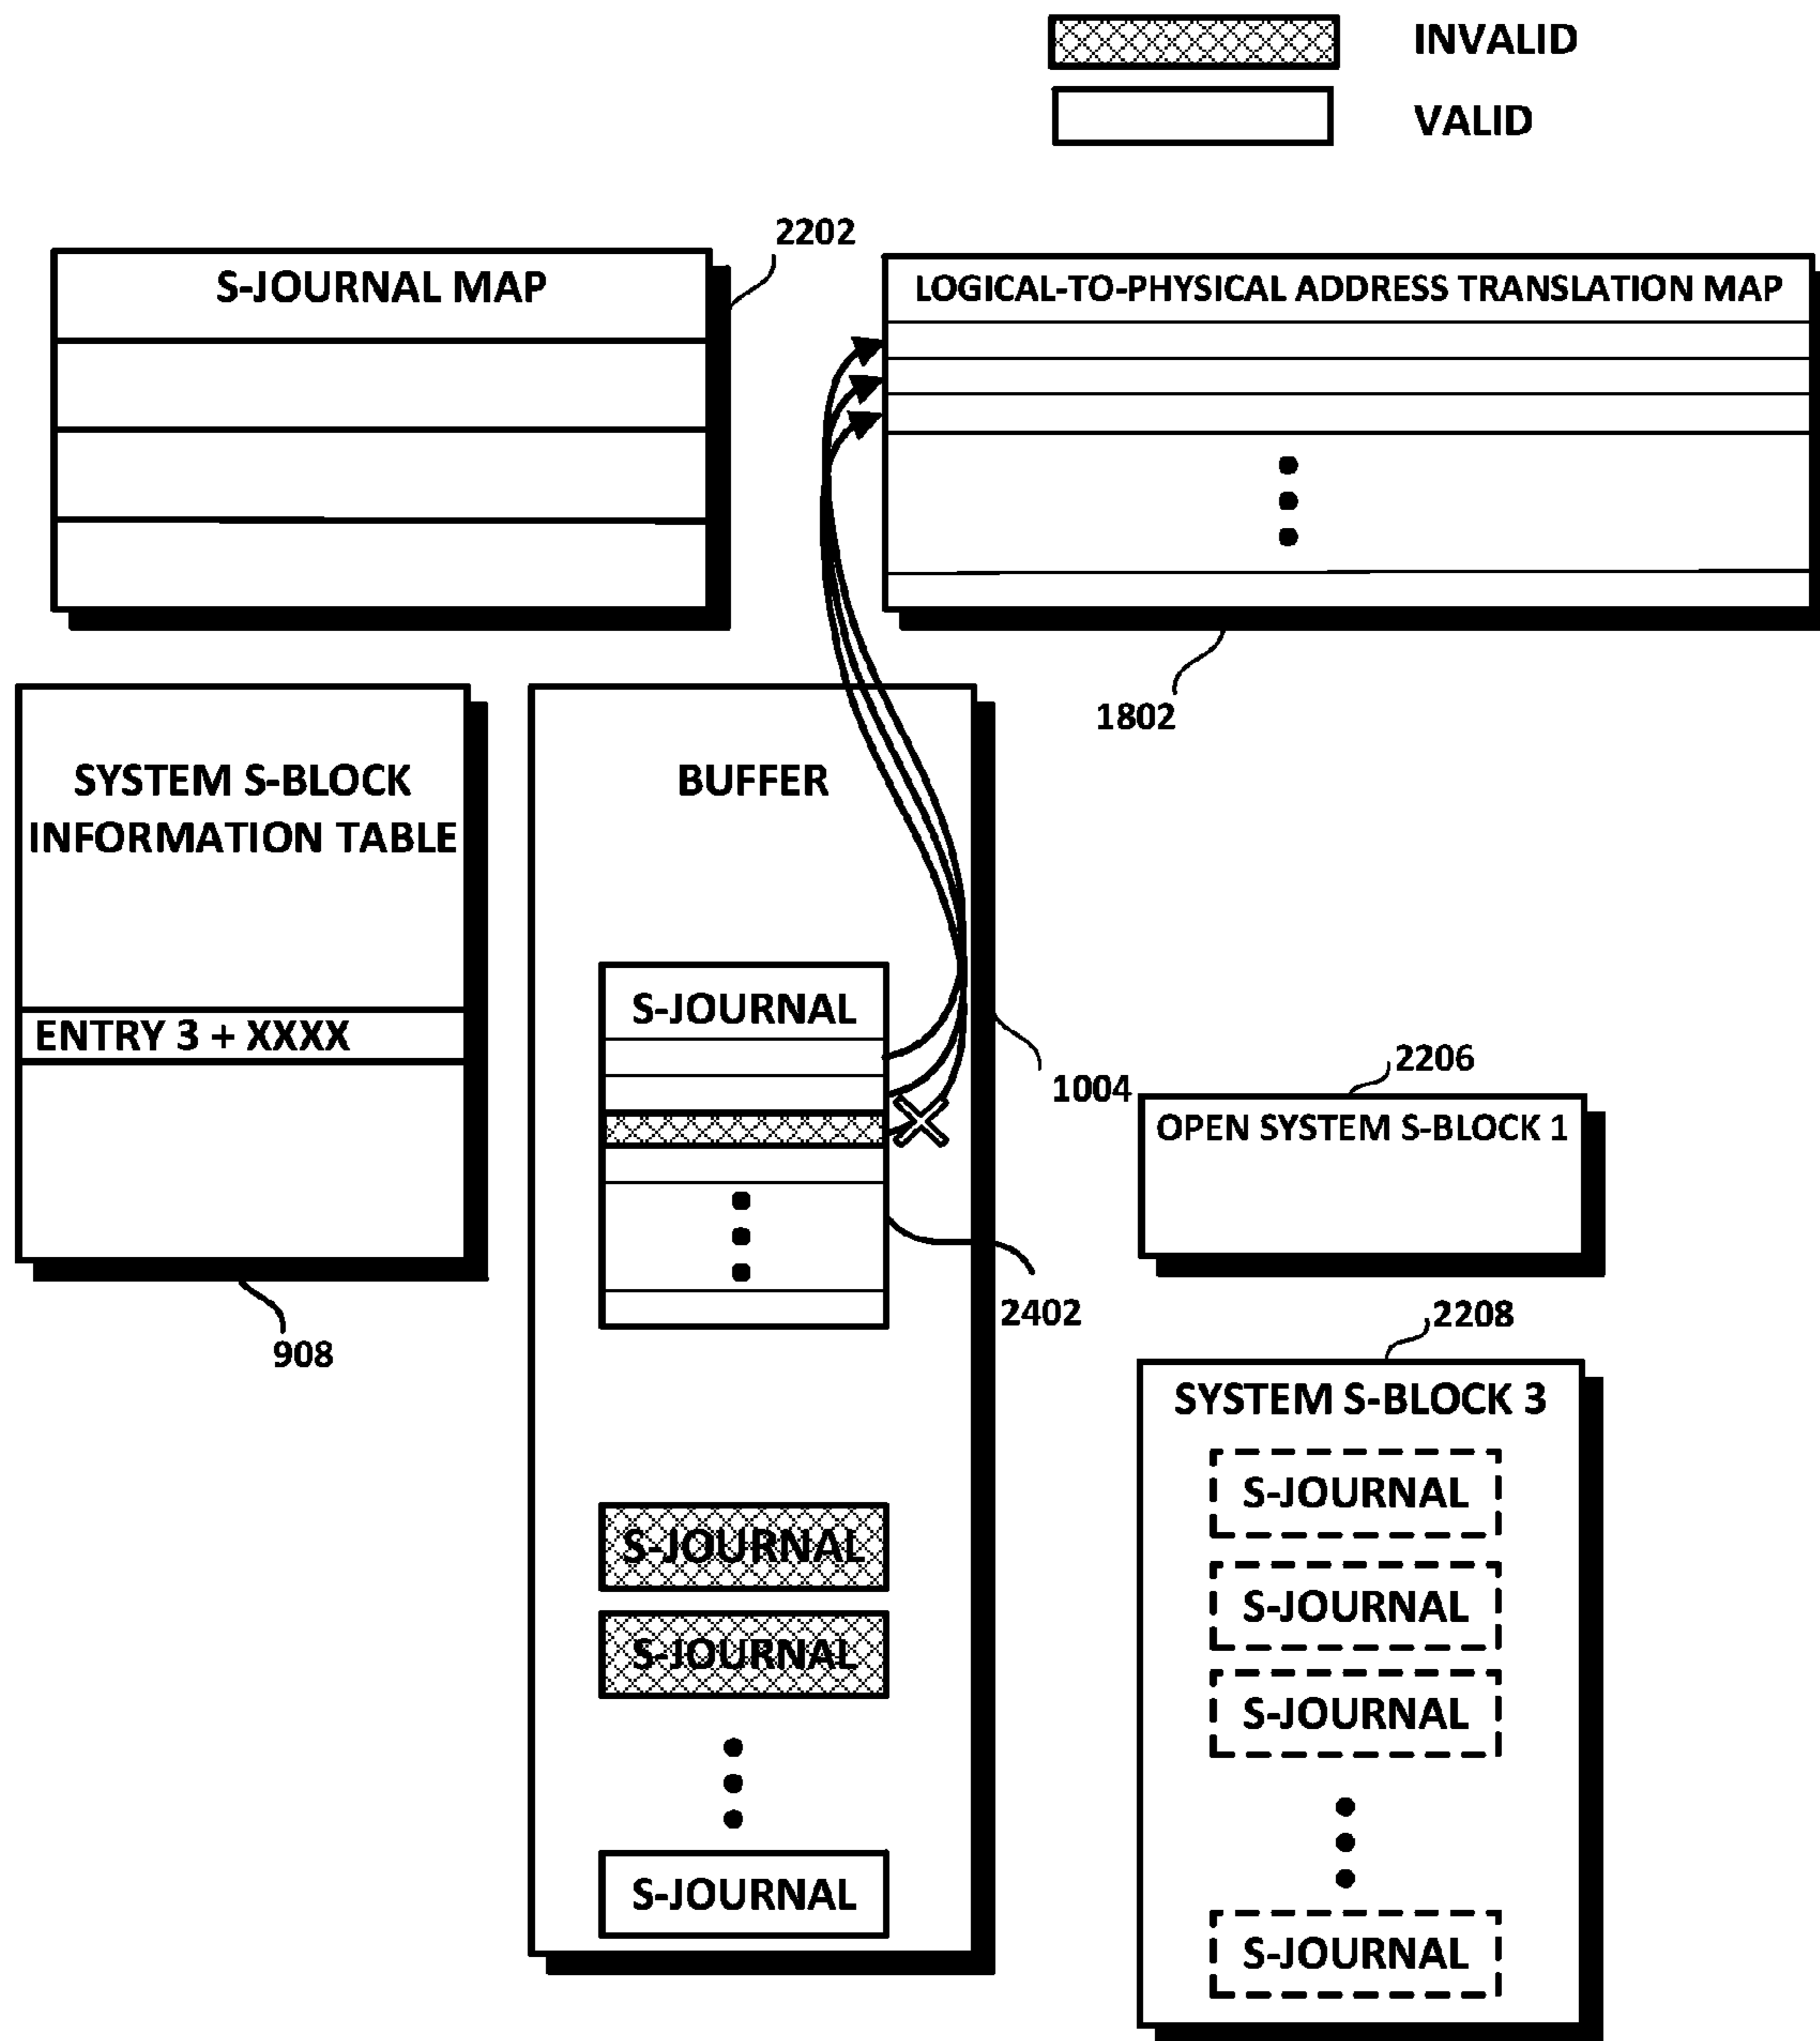 INVALID
VALID
2202
S-JOURNAL MAP
LOGICAL-TO-PHYSICAL ADDRESS TRANSLATION MAP
1802
SYSTEM S-BLOCK
INFORMATION TABLE
ENTRY 3 + XXXX
908
BUFFER
S-JOURNAL
1004
2402
S-JOURNAL
S-JOURNAL
S-JOURNAL
2206
OPEN SYSTEM S-BLOCK 1
2208
SYSTEM S-BLOCK 3
S-JOURNAL
S-JOURNAL
S-JOURNAL
S-JOURNAL